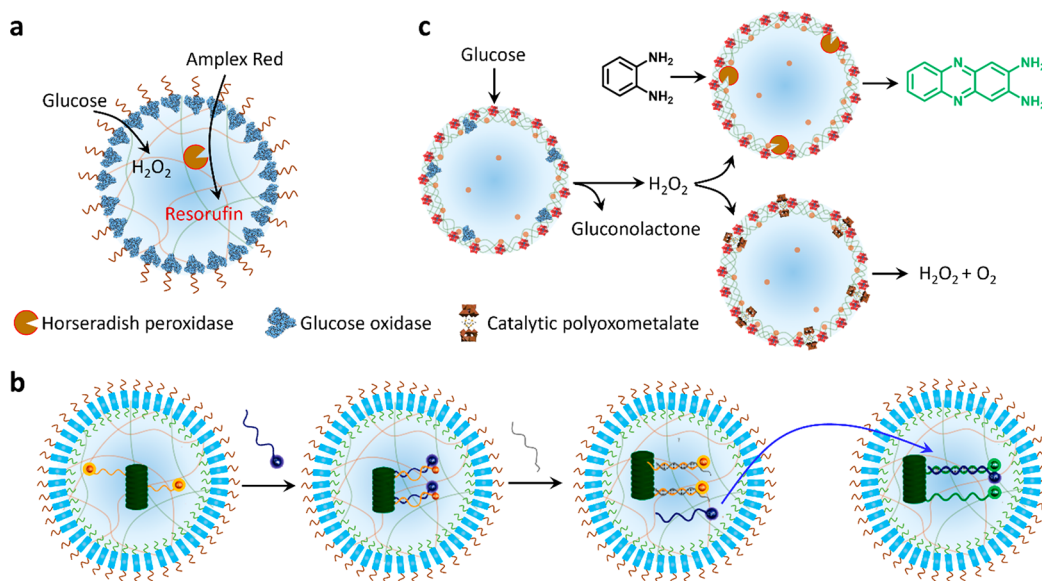 a
Amplex Red
Glucose
H2O2
Resorufin
c
Glucose
NH2
NH2
N
N
NH2
NH2
H2O2
Gluconolactone
H2O2 + O2
Horseradish peroxidase
Glucose oxidase
Catalytic polyoxometalate
b